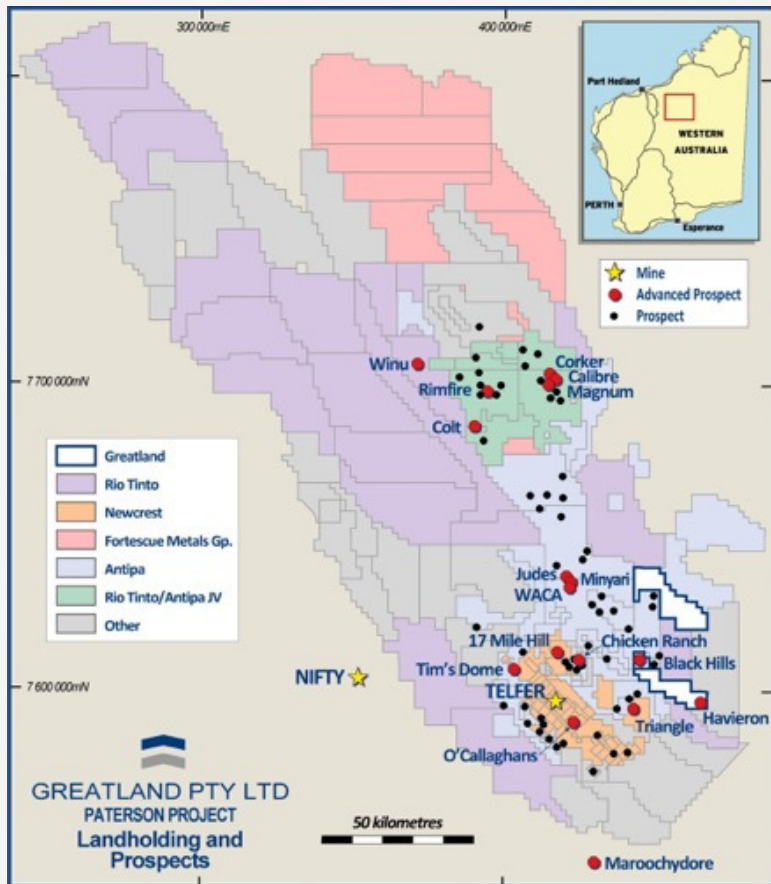 300 000mE
400 000mE
Port Hedland
WESTERN
AUSTRALIA
PERTH
Esperance
Mine
Advanced Prospect
Prospect
Winu
Corker
Calibre
Magnum
7 700 000mN
Rimfire
Colt
Greatland
Rio Tinto
Newcrest
Fortescue Metals Gp.
Antipa
Rio Tinto/Antipa JV
Other
Judes
Minyari
WACA
17 Mile Hill
Chicken Ranch
Tim's Dome
Black Hills
NIFTY
7 600 000mN
TELFER
Havieron
Triangle
O'Callaghans
GREATLAND PTY LTD
PATERSON PROJECT
Landholding and
Prospects
50 kilometres
Maroochydore